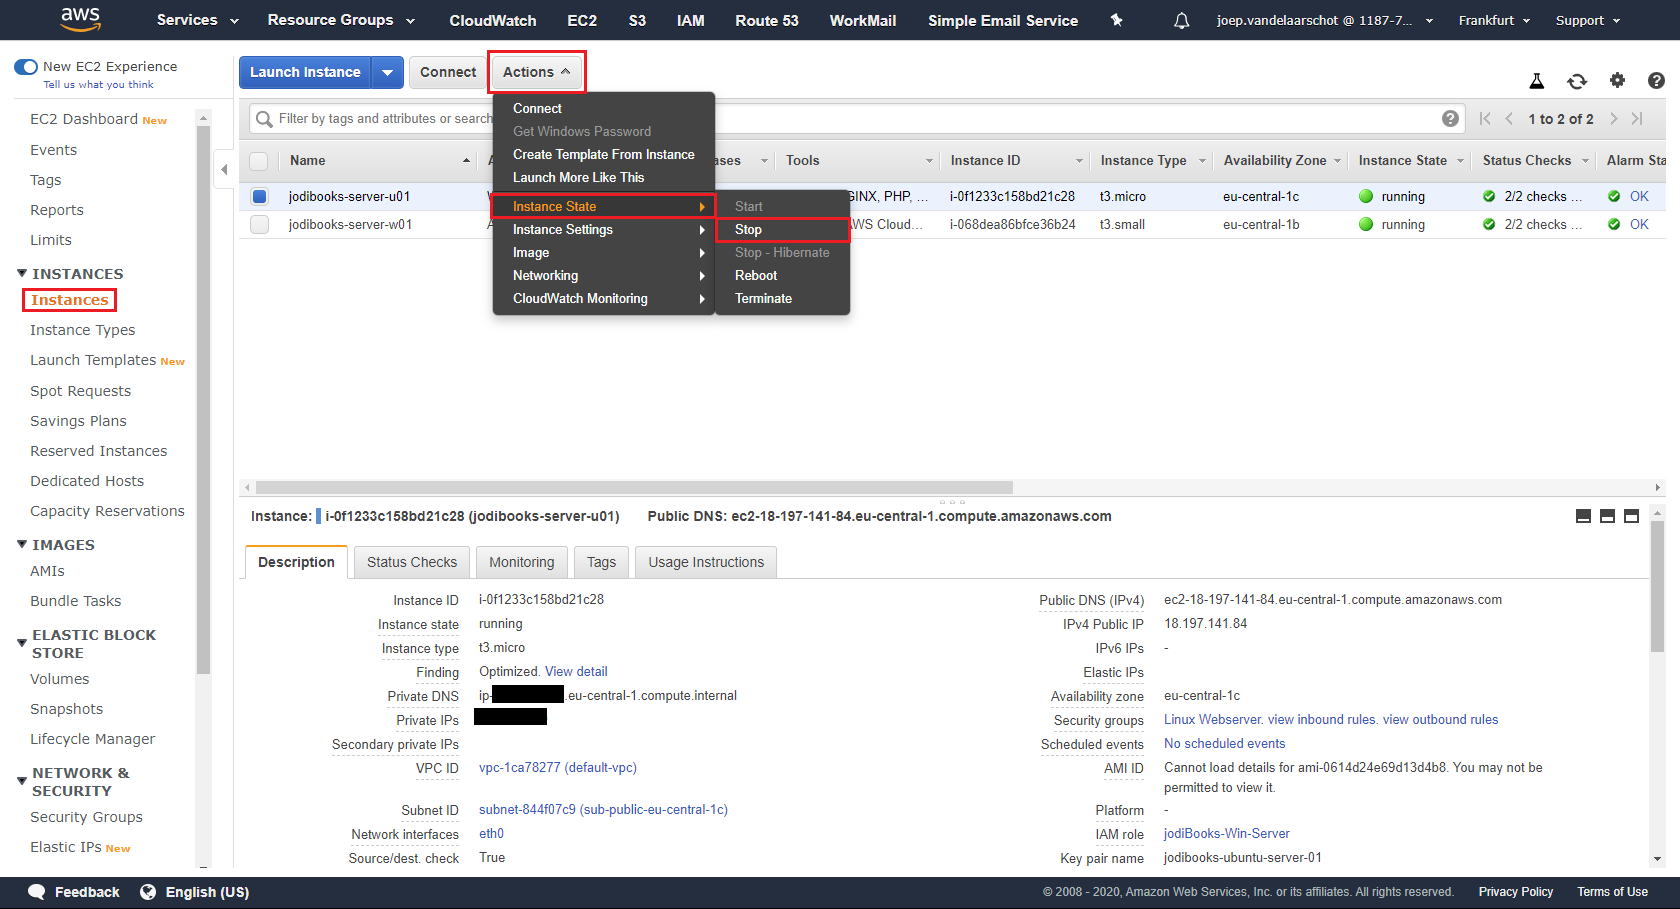 aws
Services Resource Groups CloudWatch EC2 S3 IAM Route 53 WorkMail Simple Email Service joep.vandelaarschot @ 1187-7... Frankfurt Support
New EC2 Experience
Tell us what you think
EC2 Dashboard New
Events
Tags
Reports
Limits
INSTANCES
Instances
Instance Types
Launch Templates New
Spot Requests
Savings Plans
Reserved Instances
Dedicated Hosts
Capacity Reservations
IMAGES
AMIs
Bundle Tasks
ELASTIC BLOCK
STORE
Volumes
Snapshots
Lifecycle Manager
NETWORK &
SECURITY
Security Groups
Elastic IPs New
Launch Instance Connect Actions
Filter by tags and attributes or search 1 to 2 of 2
Name A ases Tools Instance ID Instance Type Availability Zone Instance State Status Checks Alarm Sta
jodibooks-server-u01 GINX, PHP, ... i-0f1233c158bd21c28 t3.micro eu-central-1c running 2/2 checks ... OK
jodibooks-server-w01 A WS Cloud... i-068dea86bfce36b24 t3.small eu-central-1b running 2/2 checks ... OK
Connect
Get Windows Password
Create Template From Instance
Launch More Like This
Instance State
Instance Settings
Image
Networking
CloudWatch Monitoring
Start
Stop
Stop - Hibernate
Reboot
Terminate
Instance: i-0f1233c158bd21c28 (jodibooks-server-u01) Public DNS: ec2-18-197-141-84.eu-central-1.compute.amazonaws.com
Description Status Checks Monitoring Tags Usage Instructions
Instance ID i-0f1233c158bd21c28
Instance state running
Instance type t3.micro
Finding Optimized. View detail
Private DNS ip- .eu-central-1.compute.internal
Private IPs
Secondary private IPs
VPC ID vpc-1ca78277 (default-vpc)
Subnet ID subnet-844f07c9 (sub-public-eu-central-1c)
Network interfaces eth0
Source/dest. check True
Public DNS (IPv4) ec2-18-197-141-84.eu-central-1.compute.amazonaws.com
IPv4 Public IP 18.197.141.84
IPv6 IPs -
Elastic IPs
Availability zone eu-central-1c
Security groups Linux Webserver. view inbound rules. view outbound rules
Scheduled events No scheduled events
AMI ID Cannot load details for ami-0614d24e69d13d4b8. You may not be
permitted to view it.
Platform -
IAM role jodiBooks-Win-Server
Key pair name jodibooks-ubuntu-server-01
Feedback English (US) © 2008 - 2020, Amazon Web Services, Inc. or its affiliates. All rights reserved. Privacy Policy Terms of Use